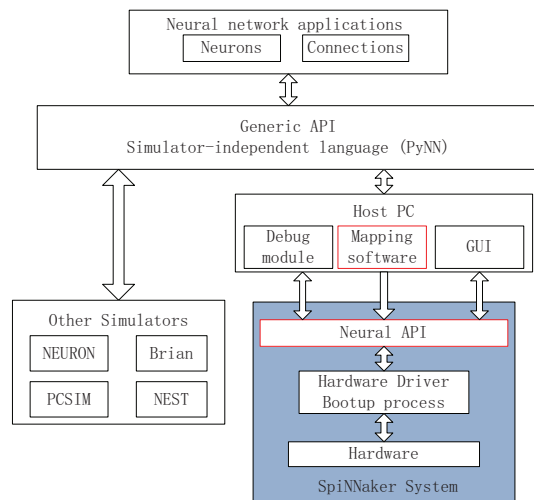 Neural network applications
Neurons
Connections
Generic API
Simulator-independent language (PyNN)
Host PC
Debug
module
Mapping
software
GUI
Other Simulators
NEURON
Brian
PCSIM
NEST
Neural API
Hardware Driver
Bootup process
Hardware
SpiNNaker System